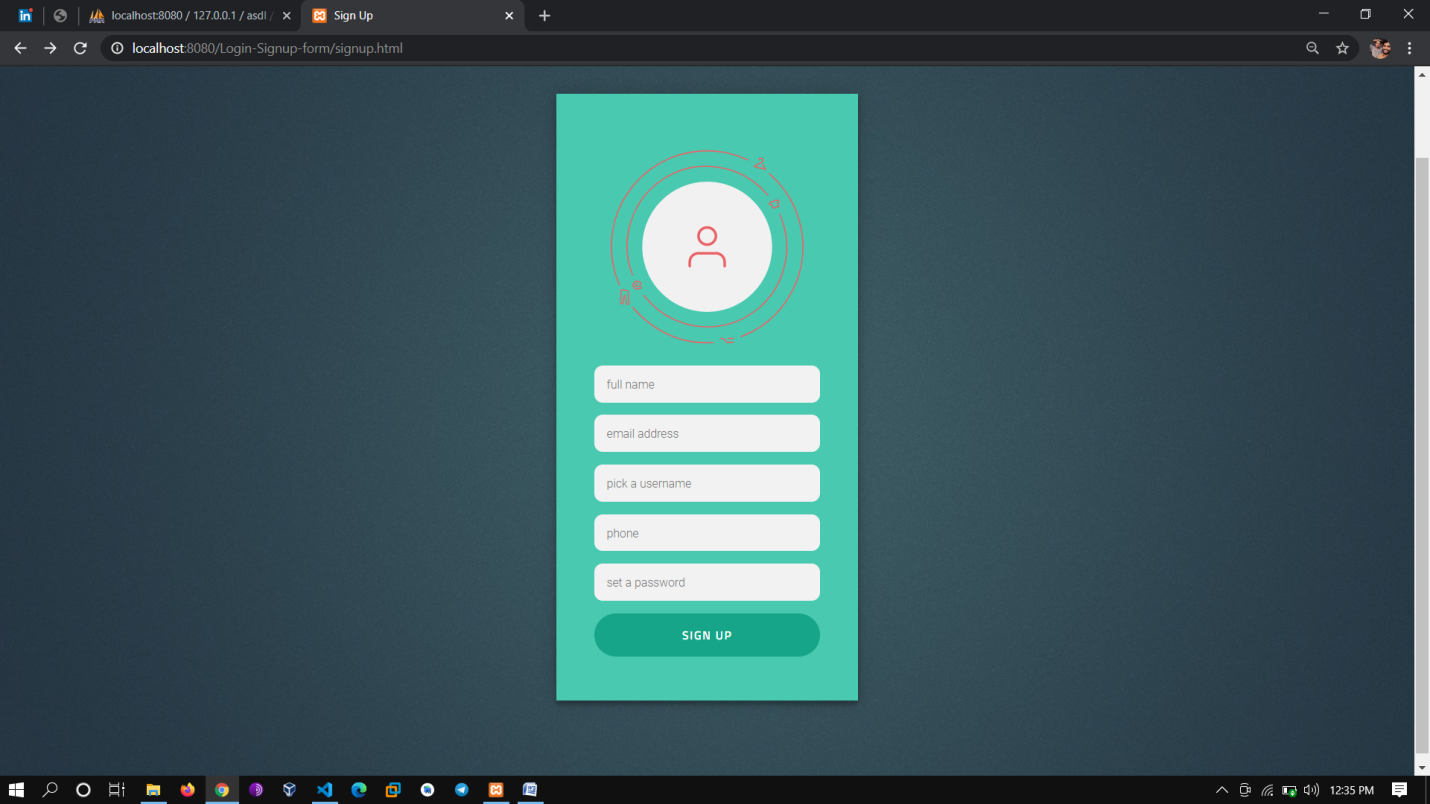 in
localhost:8080 / 127.0.0.1 / asdl /
Sign Up
localhost:8080/Login-Signup-form/signup.html
full name
email address
pick a username
phone
set a password
SIGN UP
12:35 PM